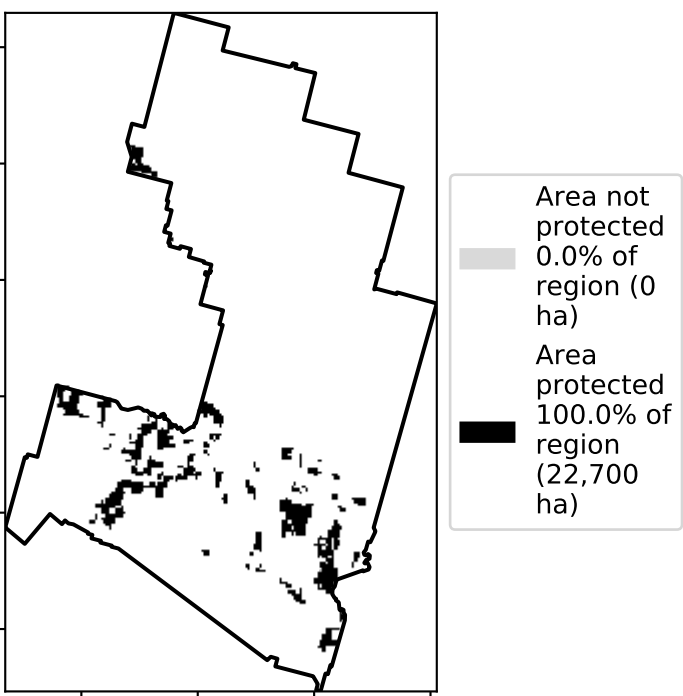 Area not
protected
0.0% of
region (0
ha)
Area
protected
100.0% of
region
(22,700
ha)